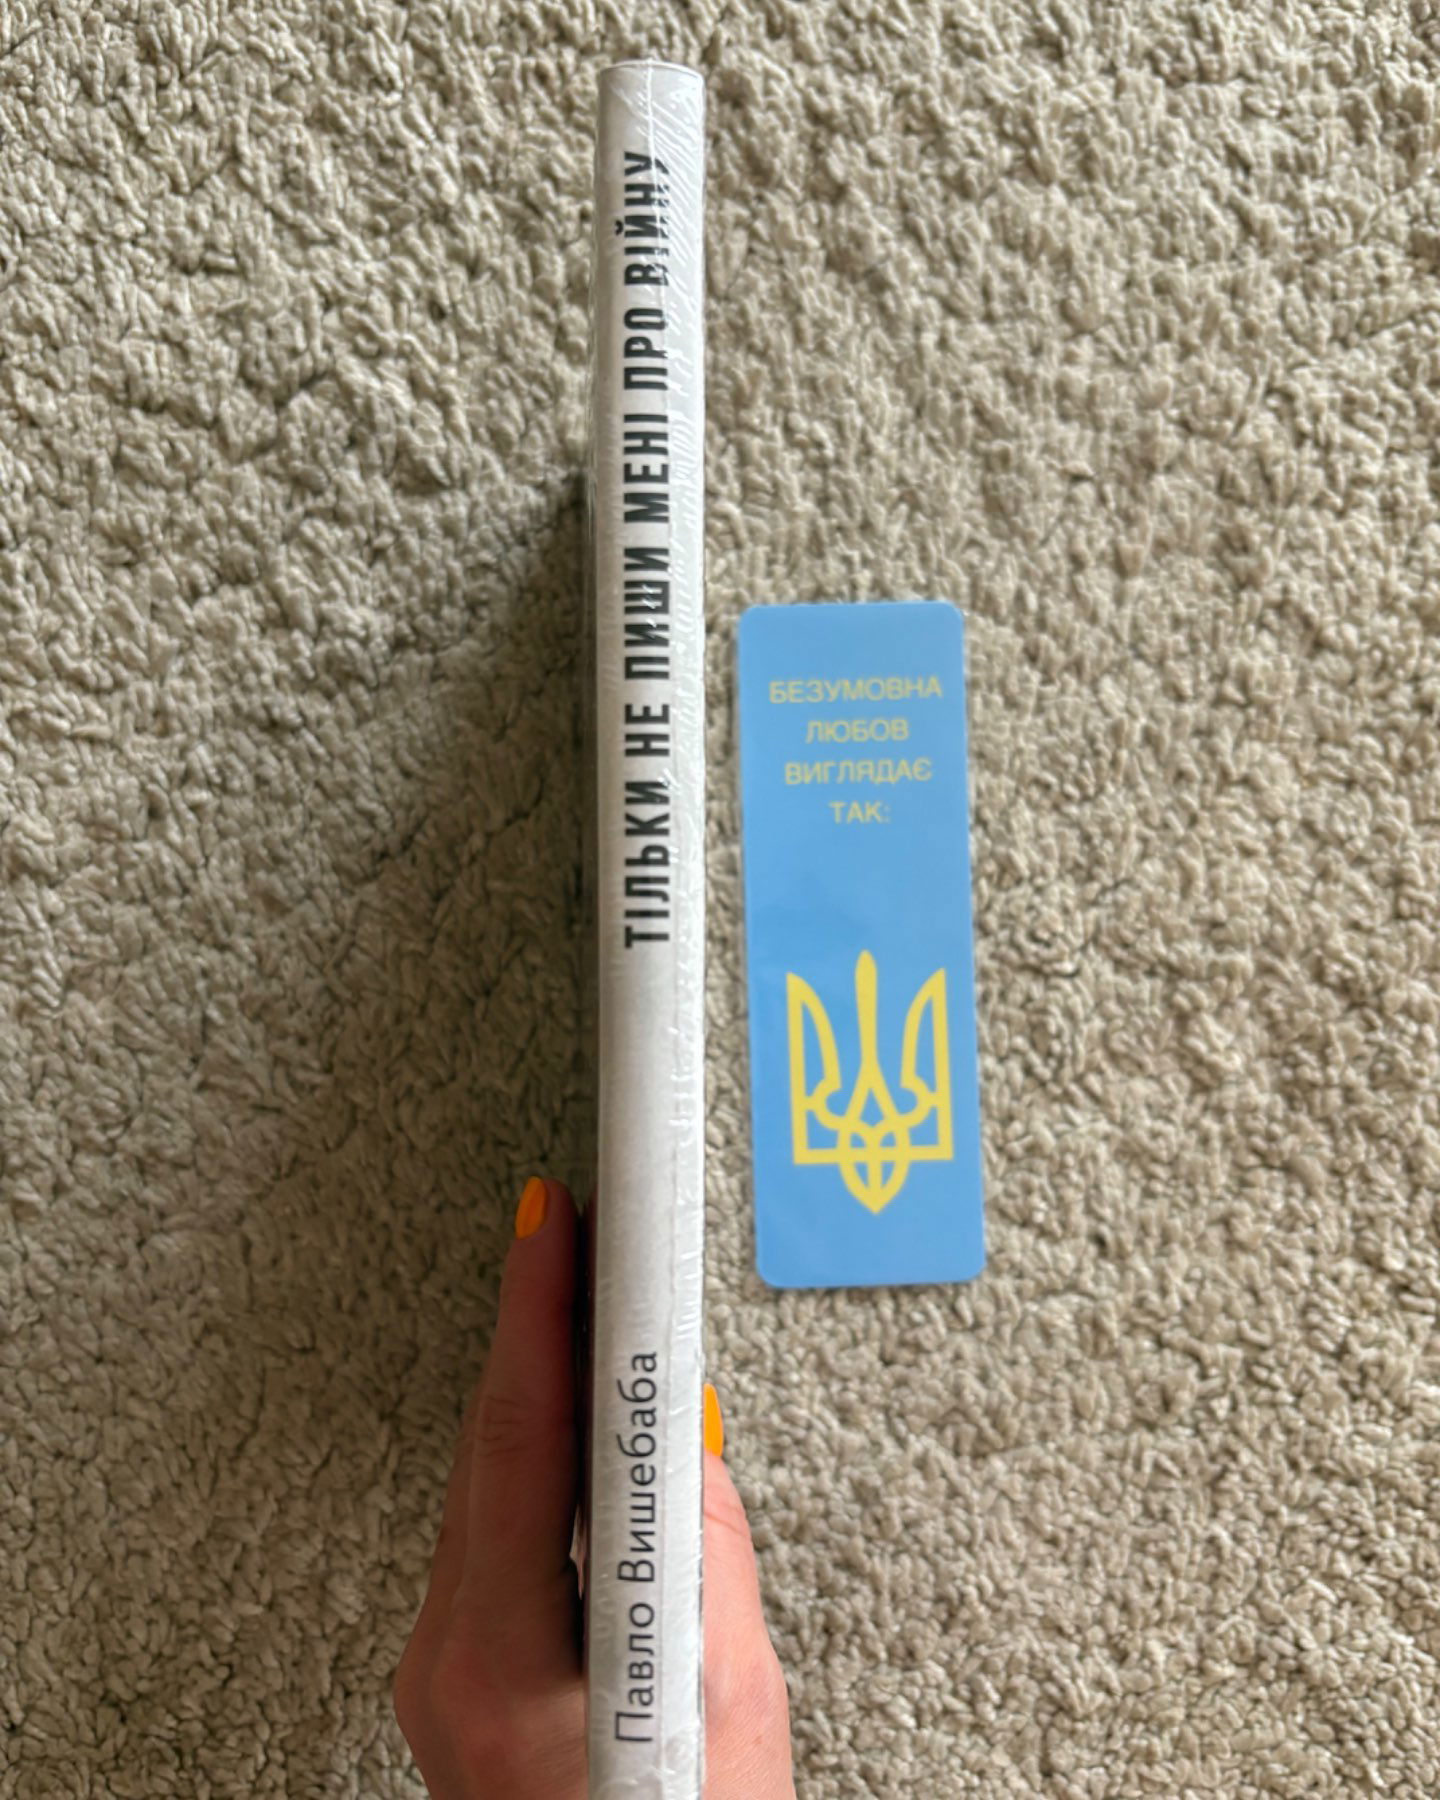 Павло Вишебаба
ТІЛЬКИ НЕ ПИШИ МЕНІ ПРО ВІЙНУ
БЕЗУМОВНА
ЛЮБОВ
ВИГЛЯДАЄ
ТАК: